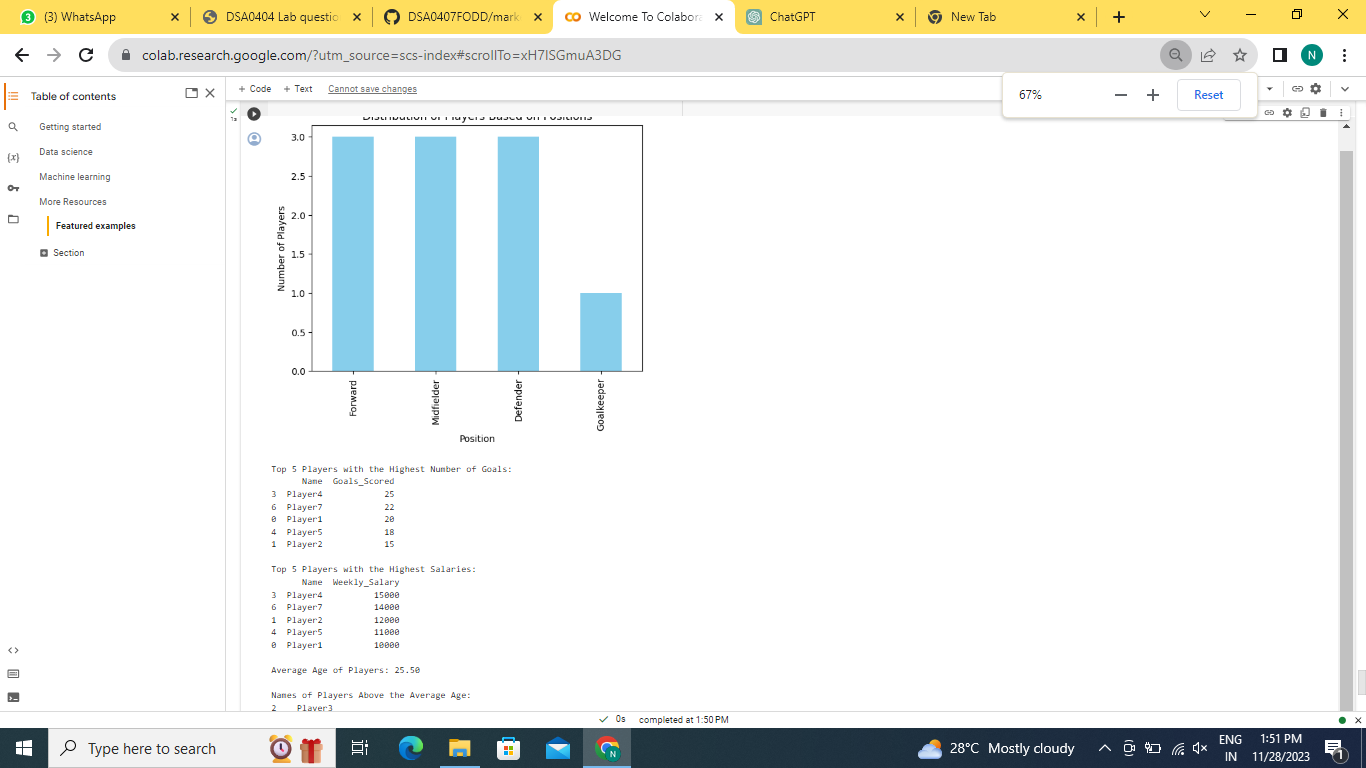 (3) WhatsApp
DSA0404 Lab questio
DSA0407FODD/mark
Welcome To Colabora
ChatGPT
New Tab
colab.research.google.com/?utm_source=scs-index#scrollTo=xH7lSGmuA3DG
N
67%
Reset
Table of contents
+ Code + Text Cannot save changes
Getting started
Data science
Machine learning
More Resources
Featured examples
Section
1s
Distribution of Players Based on Positions
3.0
2.5
2.0
1.5
1.0
0.5
0.0
Number of Players
Forward
Midfielder
Defender
Goalkeeper
Position
Top 5 Players with the Highest Number of Goals:
Name Goals_Scored
3 Player4 25
6 Player7 22
0 Player1 20
4 Player5 18
1 Player2 15
Top 5 Players with the Highest Salaries:
Name Weekly_Salary
3 Player4 15000
6 Player7 14000
1 Player2 12000
4 Player5 11000
0 Player1 10000
Average Age of Players: 25.50
Names of Players Above the Average Age:
2 Player3
0s completed at 1:50 PM
Type here to search
28°C Mostly cloudy
ENG
IN
1:51 PM
11/28/2023
1